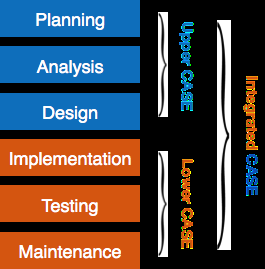 Planning
Analysis
Design
Implementation
Testing
Maintenance
Upper CASE
Lower CASE
Integrated CASE